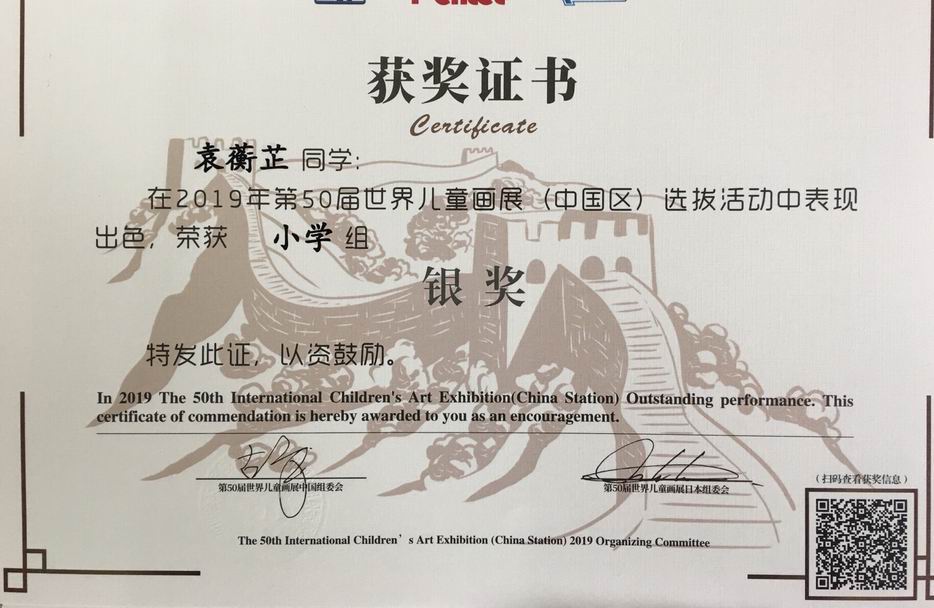 Pentel
获奖证书
Certificate
袁蘅芷 同学:
在2019年第50届世界儿童画展（中国区）选拔活动中表现
出色，荣获 小学 组
银奖
特发此证，以资鼓励。
In 2019 The 50th International Children's Art Exhibition(China Station) Outstanding performance. This
certificate of commendation is hereby awarded to you as an encouragement.
第50届世界儿童画展中国组委会
第50届世界儿童画展日本组委会
（扫码查看获奖信息）
The 50th International Children's Art Exhibition (China Station) 2019 Organizing Committee